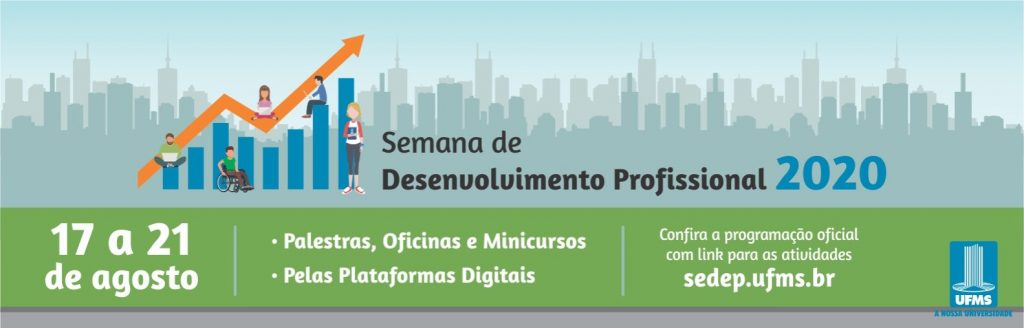 Semana de
Desenvolvimento Profissional 2020
17 a 21
de agosto
• Palestras, Oficinas e Minicursos
• Pelas Plataformas Digitais
Confira a programação oficial
com link para as atividades
sedep.ufms.br
UFMS
A NOSSA UNIVERSIDADE